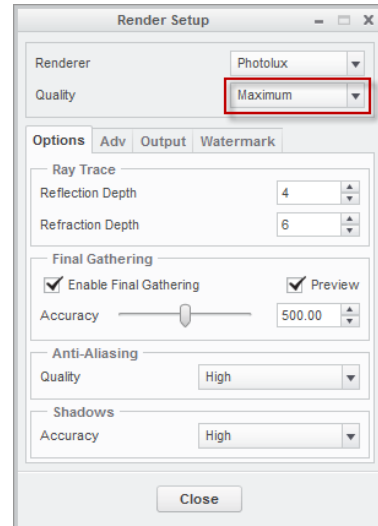 Render Setup
Renderer Photolux
Quality Maximum
Options Adv Output Watermark
Ray Trace
Reflection Depth 4
Refraction Depth 6
Final Gathering
Enable Final Gathering Preview
Accuracy 500.00
Anti-Aliasing
Quality High
Shadows
Accuracy High
Close